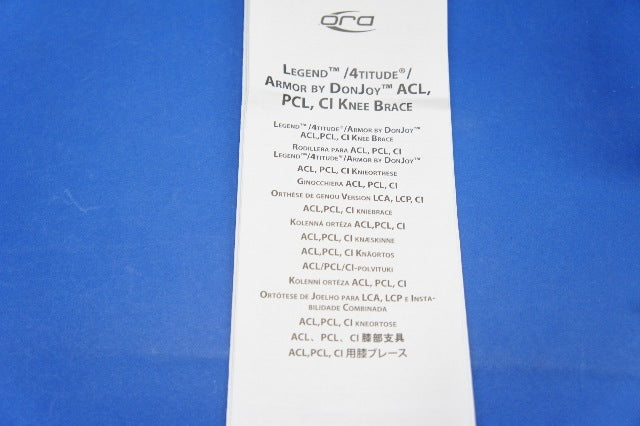 ora
LEGEND™ /4TITUDE®/
ARMOR BY DONJOY™ ACL,
PCL, CI KNEE BRACE
LEGEND™/4TITUDE®/ARMOR BY DONJOY™
ACL,PCL, CI KNEE BRACE
RODILLERA PARA ACL, PCL, CI
LEGEND™/4TITUDE®/ARMOR BY DONJOY™
ACL, PCL, CI KNIEORTHESE
GINOCCHIERA ACL, PCL, CI
ORTHÈSE DE GENOU VERSION LCA, LCP, CI
ACL,PCL, CI KNIEBRACE
KOLENNÁ ORTÉZA ACL,PCL, CI
ACL,PCL, CI KNÆSKINNE
ACL,PCL, CI KNÄORTOS
ACL/PCL/CI-POLVITUKI
KOLENNÍ ORTÉZA ACL, PCL, CI
ORTÓTESE DE JOELHO PARA LCA, LCP E INSTA-
BILIDADE COMBINADA
ACL,PCL, CI KNEORTOSE
ACL、PCL、CI 膝部支具
ACL,PCL, CI 用膝ブレース